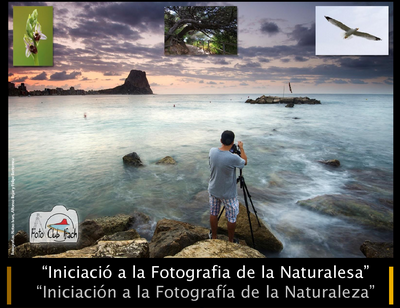 Foto Club Ifach
“Iniciació a la Fotografia de la Naturalesa”
“Iniciación a la Fotografía de la Naturaleza”